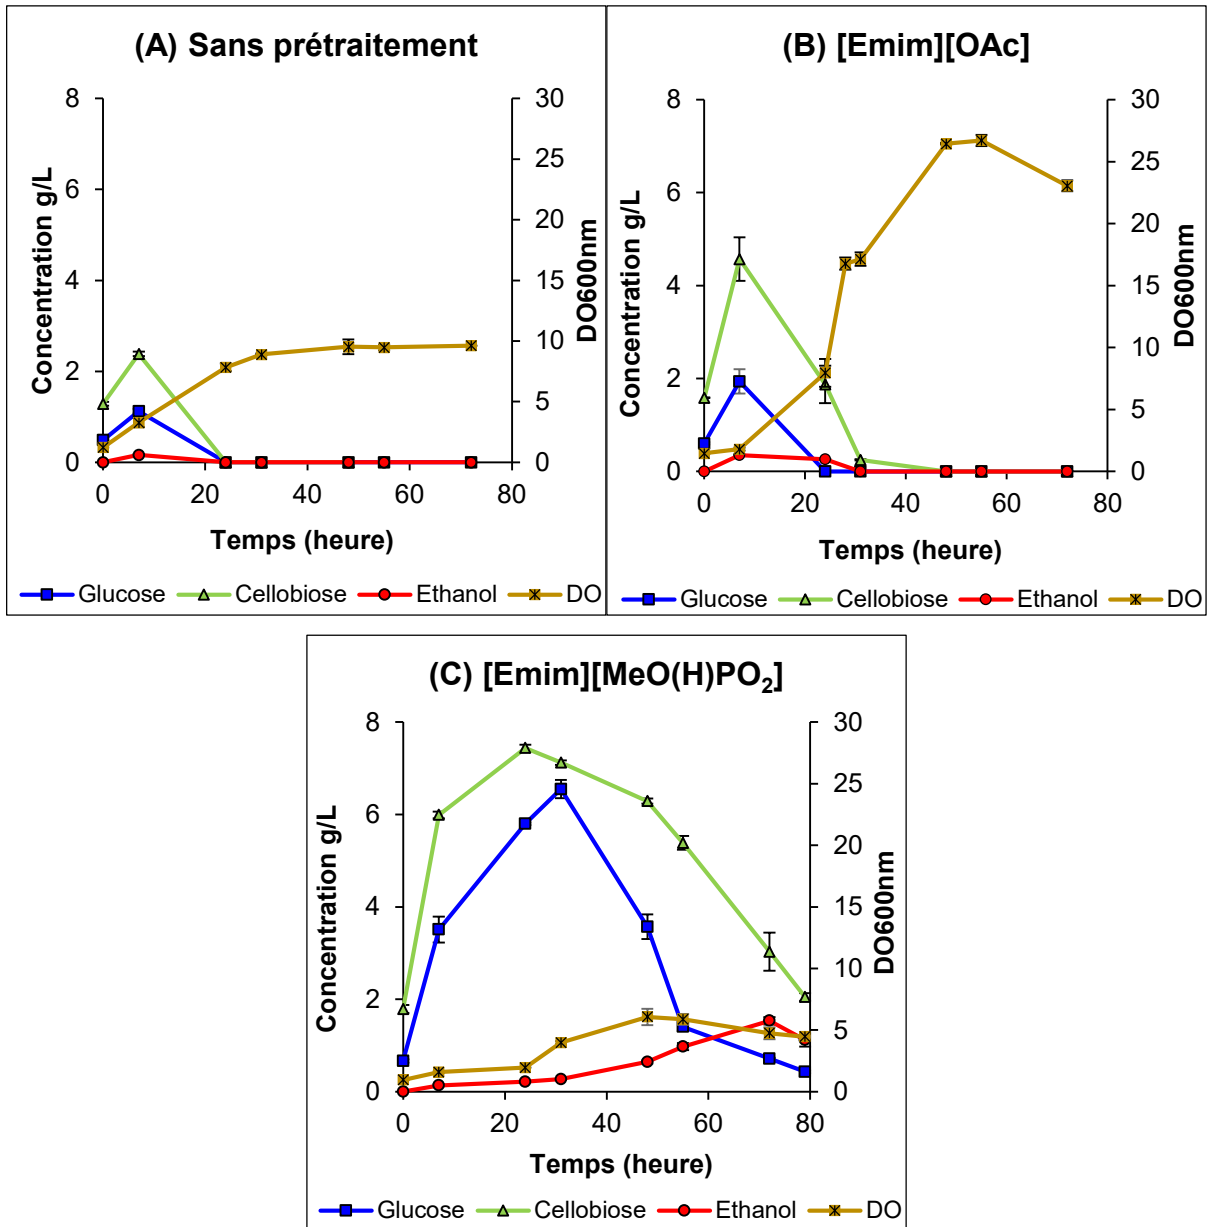 (A) Sans prétraitement
8
6
4
2
0
30
25
20
15
10
5
0
0 20 40 60 80
Concentration g/L
DO600nm
Temps (heure)
Glucose Cellobiose Ethanol DO
(B) [Emim][OAc]
8
6
4
2
0
30
25
20
15
10
5
0
0 20 40 60 80
Concentration g/L
DO600nm
Temps (heure)
Glucose Cellobiose Ethanol DO
(C) [Emim][MeO(H)PO₂]
8
6
4
2
0
30
25
20
15
10
5
0
0 20 40 60 80
Concentration g/L
DO600nm
Temps (heure)
Glucose Cellobiose Ethanol DO